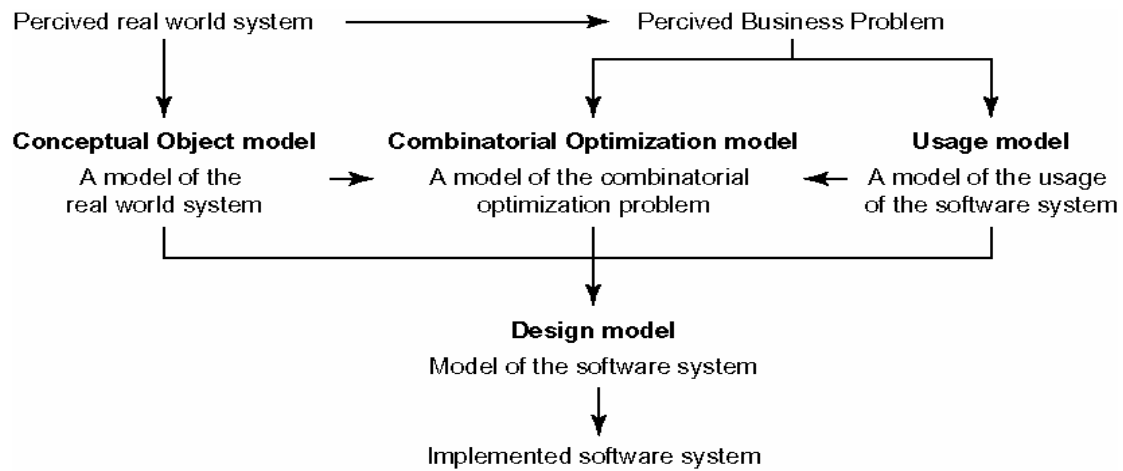 Percived real world system
Percived Business Problem
Conceptual Object model
Combinatorial Optimization model
Usage model
A model of the
real world system
A model of the combinatorial
optimization problem
A model of the usage
of the software system
Design model
Model of the software system
Implemented software system